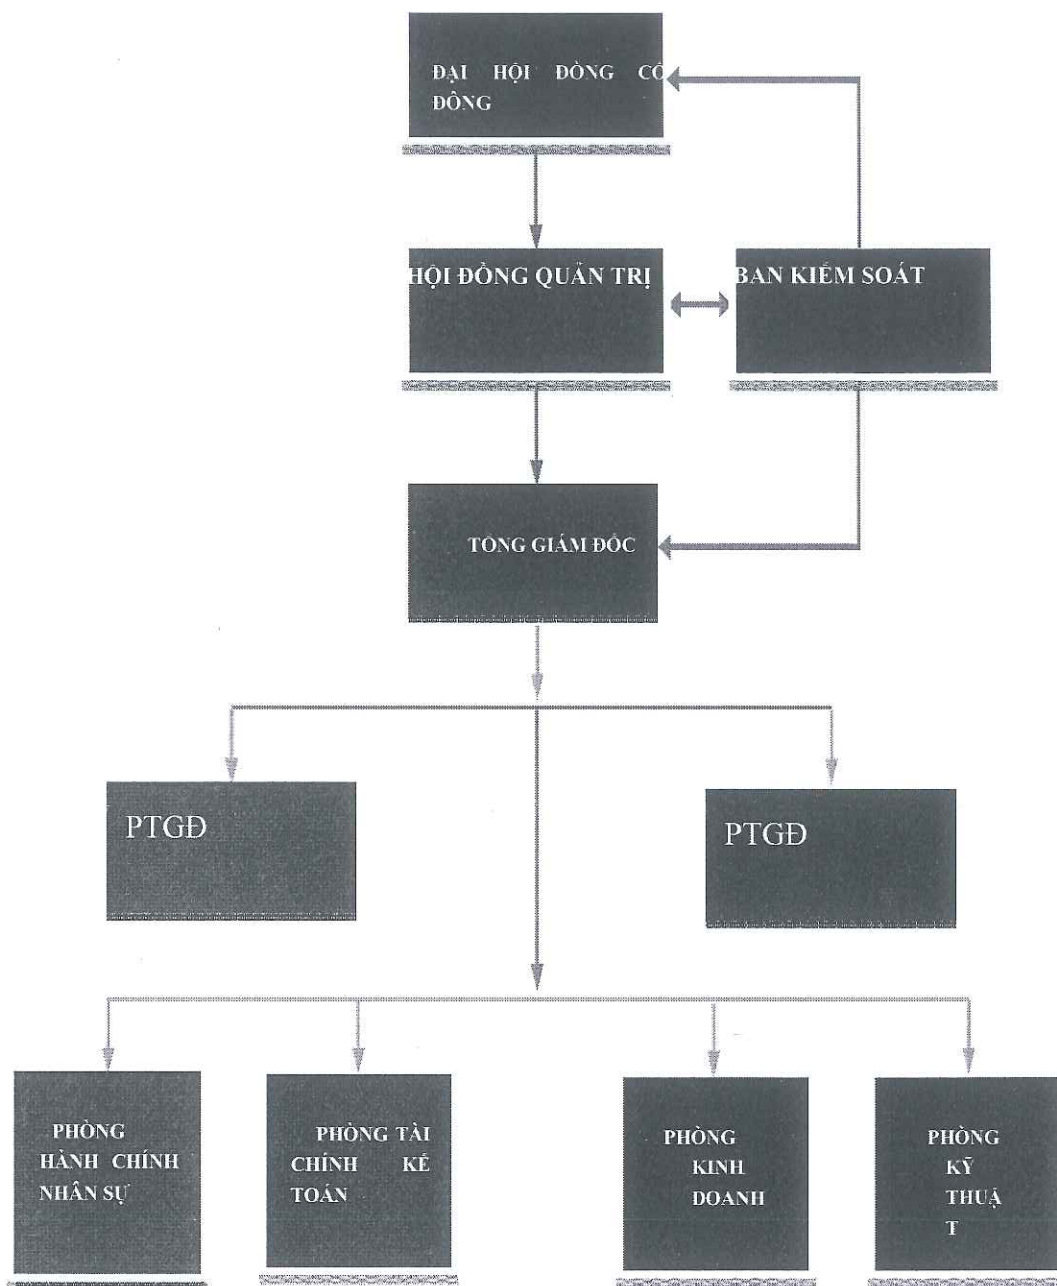 ĐẠI HỘI ĐỒNG CỔ
ĐÔNG
HỘI ĐỒNG QUẢN TRỊ
BAN KIỂM SOÁT
TỔNG GIÁM ĐỐC
PTGĐ
PTGĐ
PHÒNG
HÀNH CHÍNH
NHÂN SỰ
PHÒNG TÀI
CHÍNH KẾ
TOÁN
PHÒNG
KINH
DOANH
PHÒNG
KỸ
THUẬ
T